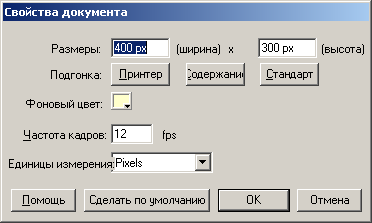 Свойства документа
Размеры: 400 px (ширина) x 300 px (высота)
Подгонка: Принтер Содержание Стандарт
Фоновый цвет:
Частота кадров: 12 fps
Единицы измерения: Pixels
Помощь Сделать по умолчанию OK Отмена